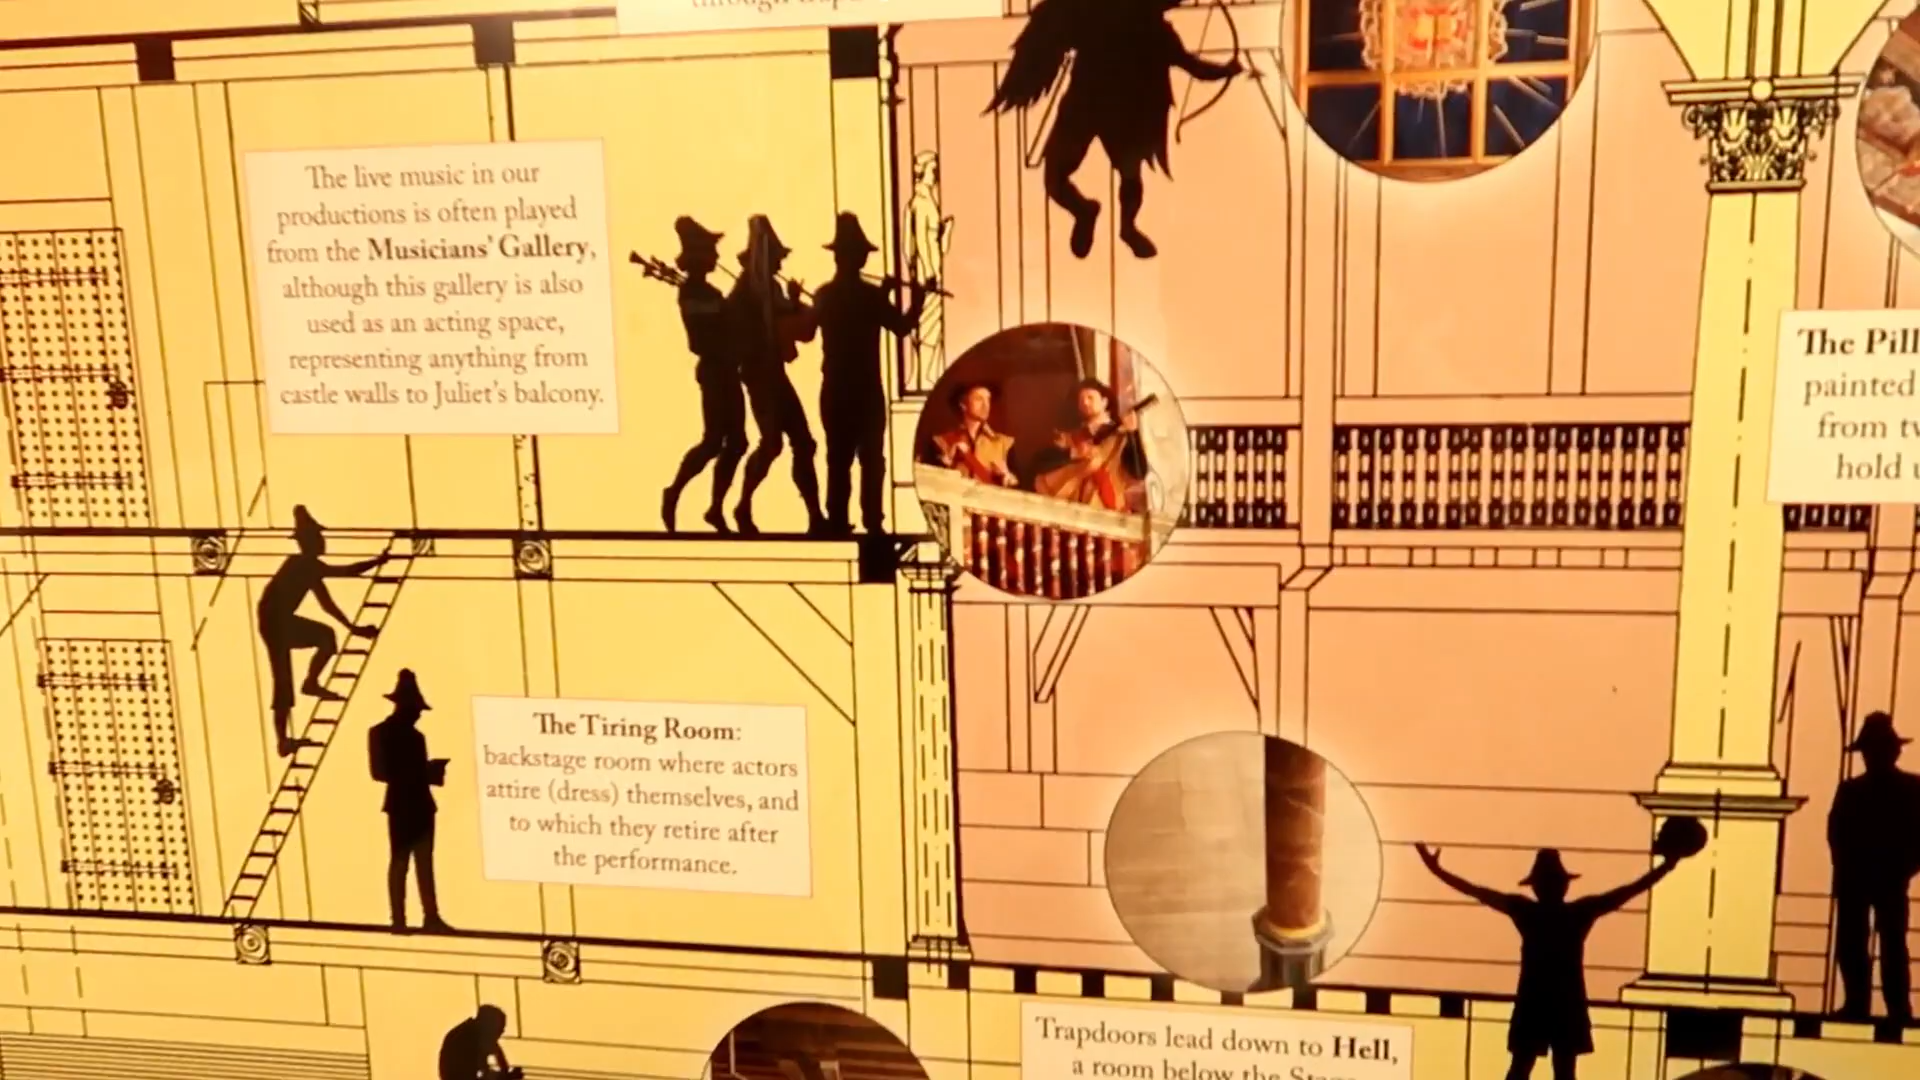 The live music in our
productions is often played
from the Musicians' Gallery,
although this gallery is also
used as an acting space,
representing anything from
castle walls to Juliet's balcony.
The Pill
painted
from tw
hold u
The Tiring Room:
backstage room where actors
attire (dress) themselves, and
to which they retire after
the performance.
Trapdoors lead down to Hell,
a room below the